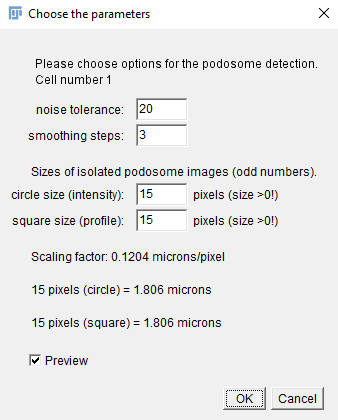 Choose the parameters
Please choose options for the podosome detection.
Cell number 1
noise tolerance: 20
smoothing steps: 3
Sizes of isolated podosome images (odd numbers).
circle size (intensity): 15 pixels (size >0!)
square size (profile): 15 pixels (size >0!)
Scaling factor: 0.1204 microns/pixel
15 pixels (circle) = 1.806 microns
15 pixels (square) = 1.806 microns
Preview
OK Cancel